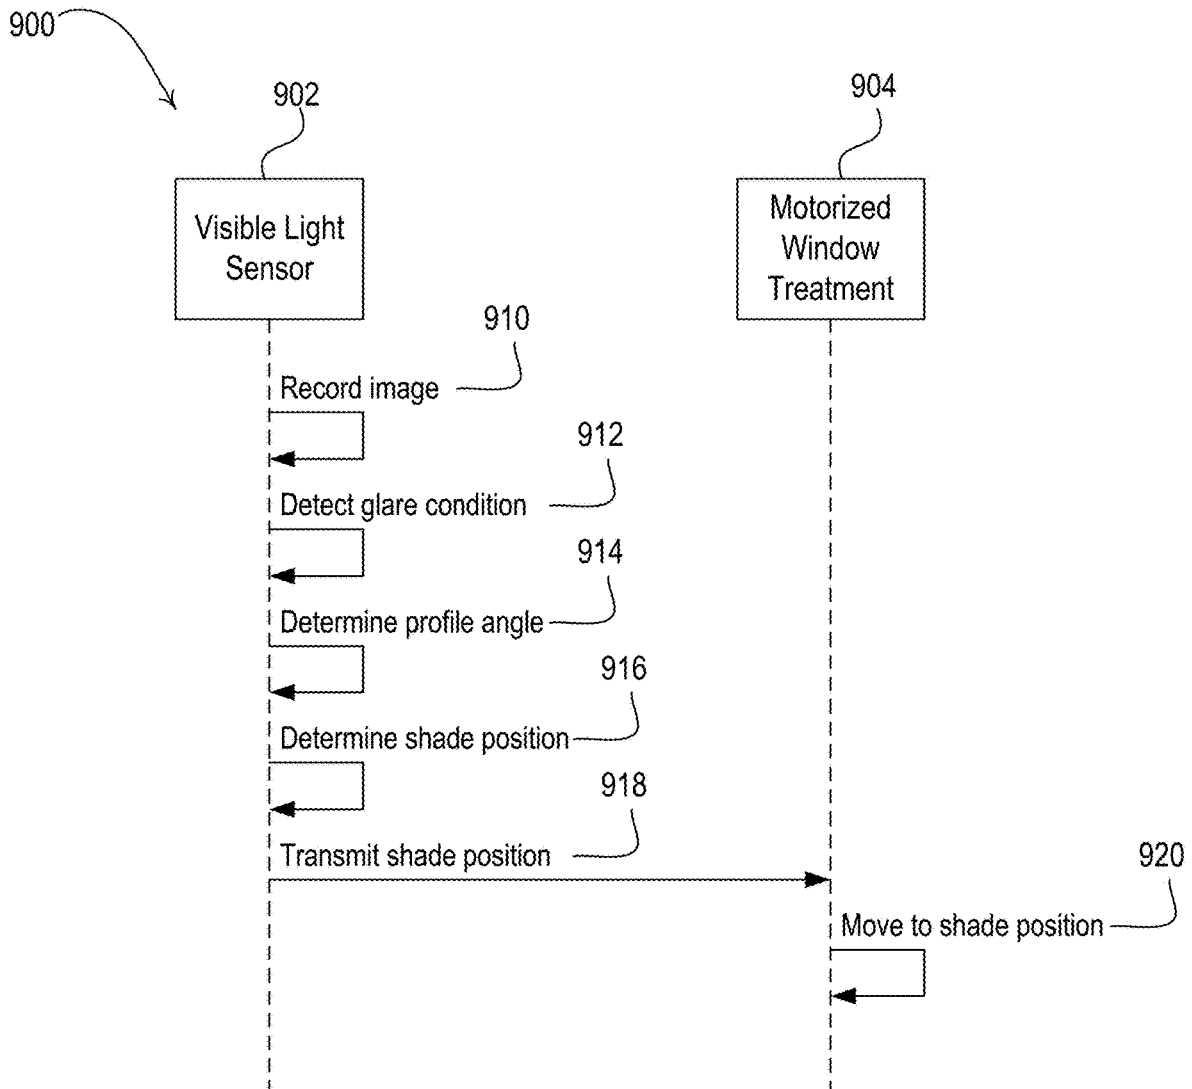 900
902
904
Visible Light
Sensor
Motorized
Window
Treatment
910
Record image
912
Detect glare condition
914
Determine profile angle
916
Determine shade position
918
Transmit shade position
920
Move to shade position